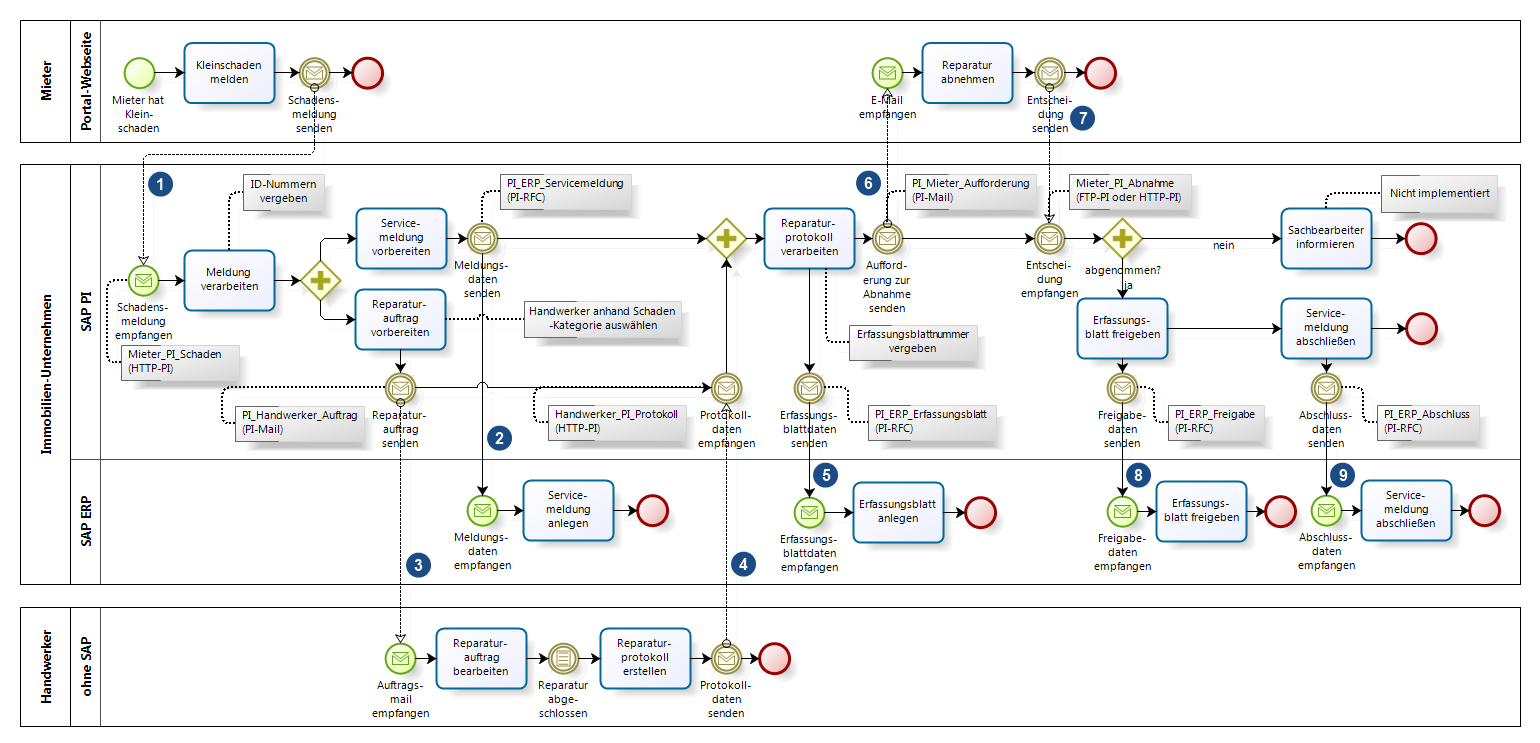 Mieter
Portal-Webseite
Mieter hat
Klein-
schaden
Kleinschaden
melden
Schadens-
meldung
senden
E-Mail
empfangen
Reparatur
abnehmen
Entschei-
dung
senden
7
Immobilien-Unternehmen
SAP PI
1
Schadens-
meldung
empfangen
Mieter_PI_Schaden
(HTTP-PI)
ID-Nummern
vergeben
Meldung
verarbeiten
Service-
meldung
vorbereiten
Reparatur-
auftrag
vorbereiten
PI_ERP_Servicemeldung
(PI-RFC)
Meldungs-
daten
senden
Handwerker anhand Schaden
-Kategorie auswählen
PI_Handwerker_Auftrag
(PI-Mail)
Reparatur-
auftrag
senden
2
Handwerker_PI_Protokoll
(HTTP-PI)
Protokoll-
daten
empfangen
Reparatur-
protokoll
verarbeiten
6
PI_Mieter_Aufforderung
(PI-Mail)
Aufford-
erung zur
Abnahme
senden
Erfassungsblattnummer
vergeben
Erfassungs-
blattdaten
senden
PI_ERP_Erfassungsblatt
(PI-RFC)
Mieter_PI_Abnahme
(FTP-PI oder HTTP-PI)
Entschei-
dung
empfangen
abgenommen?
ja
nein
Nicht implementiert
Sachbearbeiter
informieren
Erfassungs-
blatt freigeben
Service-
meldung
abschließen
Freigabe-
daten
senden
PI_ERP_Freigabe
(PI-RFC)
Abschluss-
daten
senden
PI_ERP_Abschluss
(PI-RFC)
SAP ERP
Meldungs-
daten
empfangen
Service-
meldung
anlegen
5
Erfassungs-
blattdaten
empfangen
Erfassungsblatt
anlegen
8
Freigabe-
daten
empfangen
Erfassungs-
blatt freigeben
9
Abschluss-
daten
empfangen
Service-
meldung
abschließen
3
4
Handwerker
ohne SAP
Auftrags-
mail
empfangen
Reparatur-
auftrag
bearbeiten
Reparatur
abge-
schlossen
Reparatur-
protokoll
erstellen
Protokoll-
daten
senden